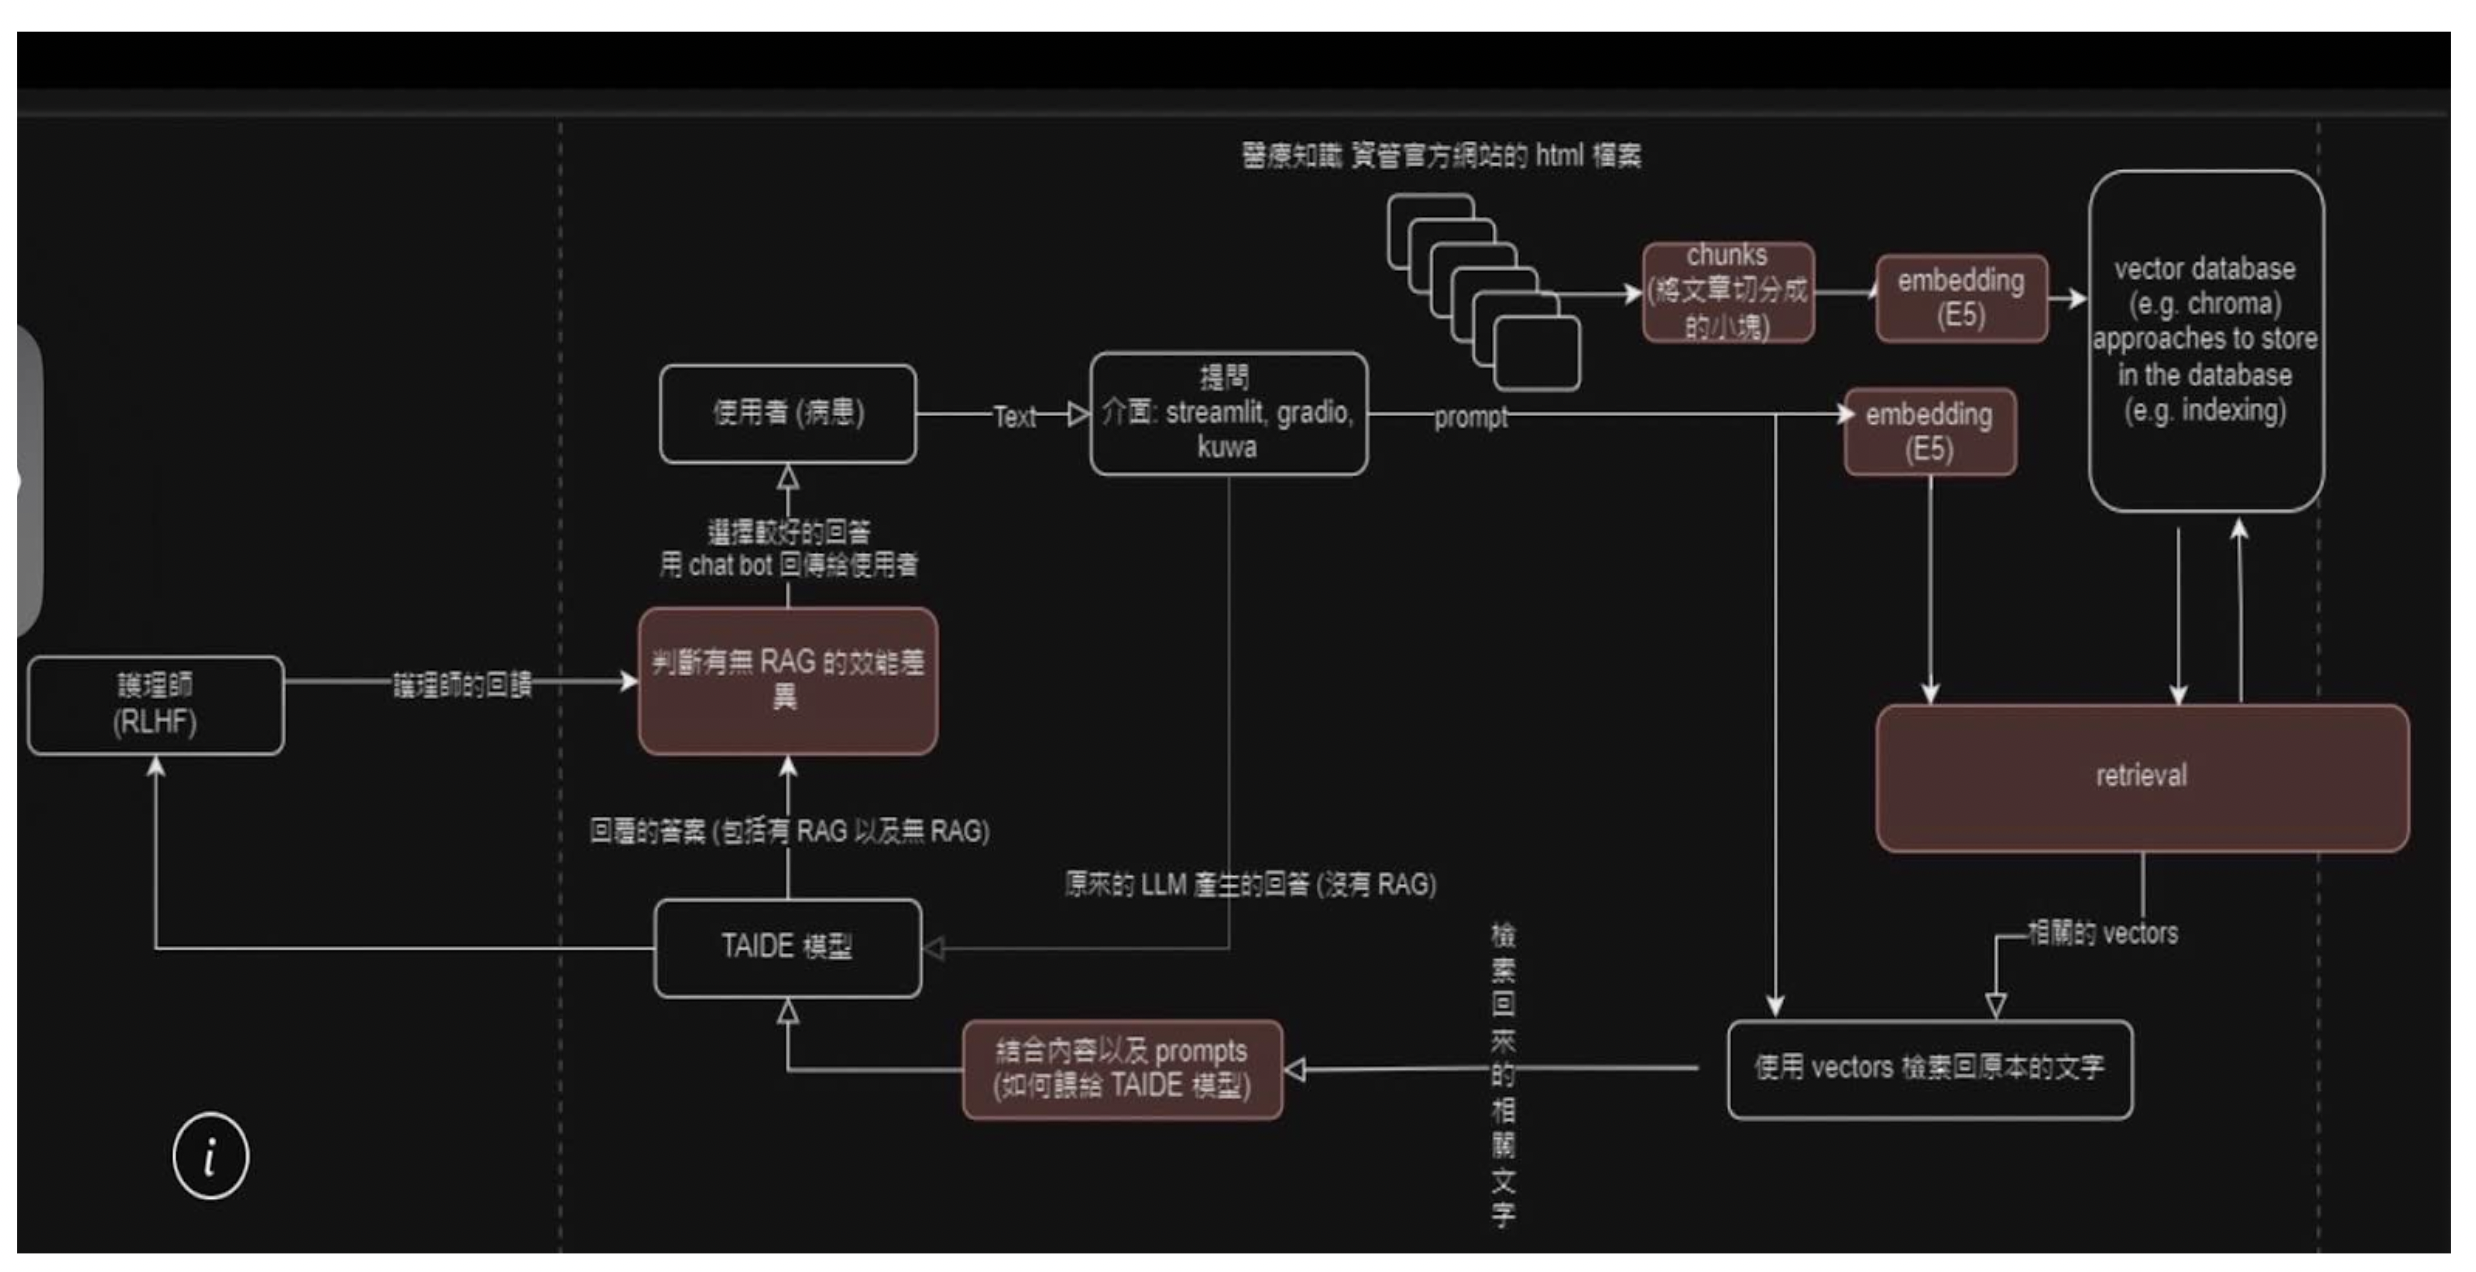 醫療知識 資管官方網站的 html 檔案
chunks
(將文章切分成
的小塊)
embedding
(E5)
vector database
(e.g. chroma)
approaches to store
in the database
(e.g. indexing)
使用者 (病患)
Text
提問
介面: streamlit, gradio,
kuwa
prompt
embedding
(E5)
選擇較好的回答
用 chat bot 回傳給使用者
護理師
(RLHF)
護理師的回饋
判斷有無 RAG 的效能差
異
retrieval
回覆的答案 (包括有 RAG 以及無 RAG)
原來的 LLM 產生的回答 (沒有 RAG)
TAIDE 模型
相關的 vectors
檢索回來的相關文字
結合內容以及 prompts
(如何餵給 TAIDE 模型)
使用 vectors 檢索回原本的文字
i